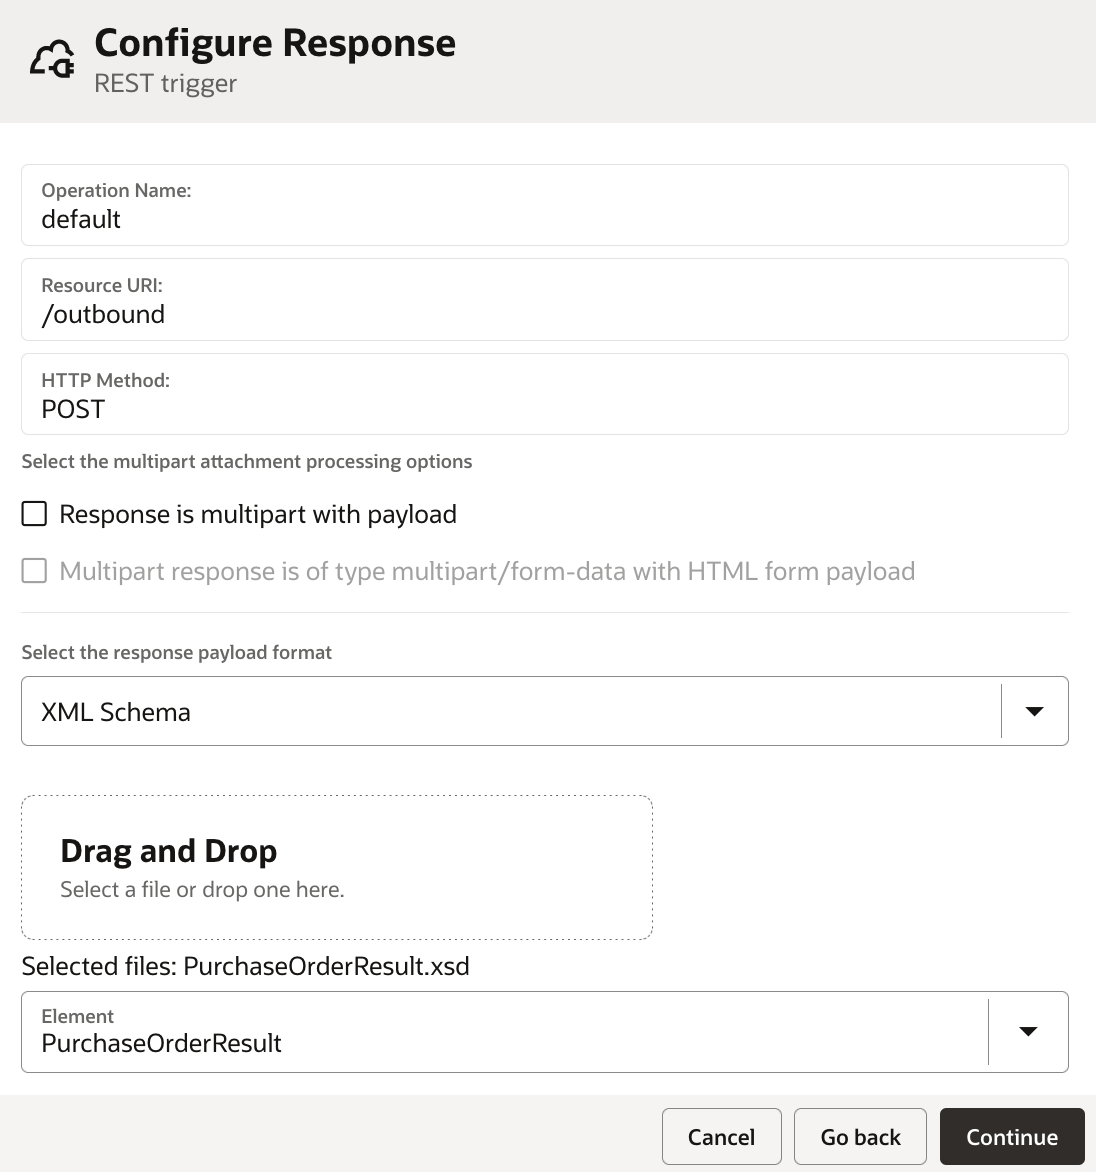 Configure Response
REST trigger
Operation Name:
default
Resource URI:
/outbound
HTTP Method:
POST
Select the multipart attachment processing options
Response is multipart with payload
Multipart response is of type multipart/form-data with HTML form payload
Select the response payload format
XML Schema
Drag and Drop
Select a file or drop one here.
Selected files: PurchaseOrderResult.xsd
Element
PurchaseOrderResult
Cancel
Go back
Continue